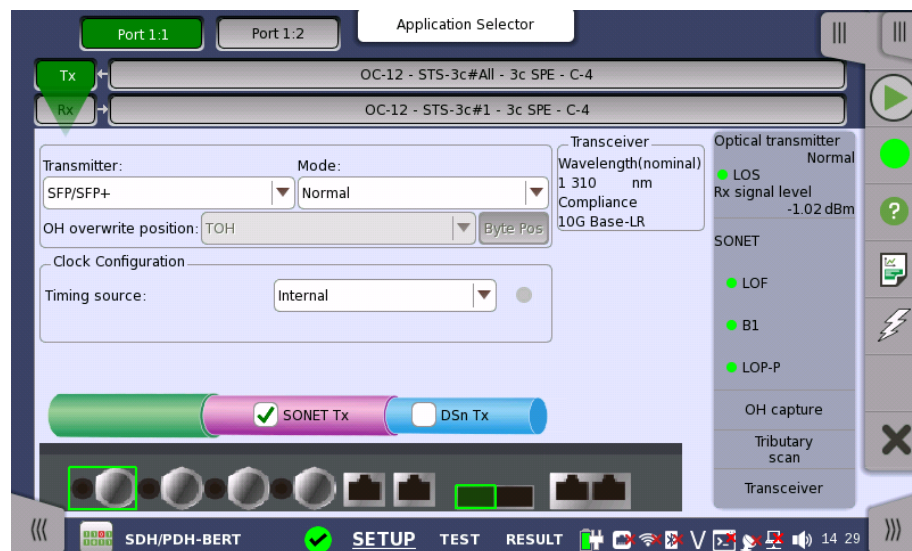 Port 1:1
Port 1:2
Application Selector
Tx
OC-12 - STS-3c#All - 3c SPE - C-4
Rx
OC-12 - STS-3c#1 - 3c SPE - C-4
Transmitter:
Mode:
SFP/SFP+
Normal
OH overwrite position:
TOH
Byte Pos
Transceiver
Wavelength(nominal)
1 310 nm
Compliance
10G Base-LR
Clock Configuration
Timing source:
Internal
SONET Tx
DSn Tx
Optical transmitter
Normal
LOS
Rx signal level
-1.02 dBm
SONET
LOF
B1
LOP-P
OH capture
Tributary
scan
Transceiver
SDH/PDH-BERT
SETUP
TEST
RESULT
14 29